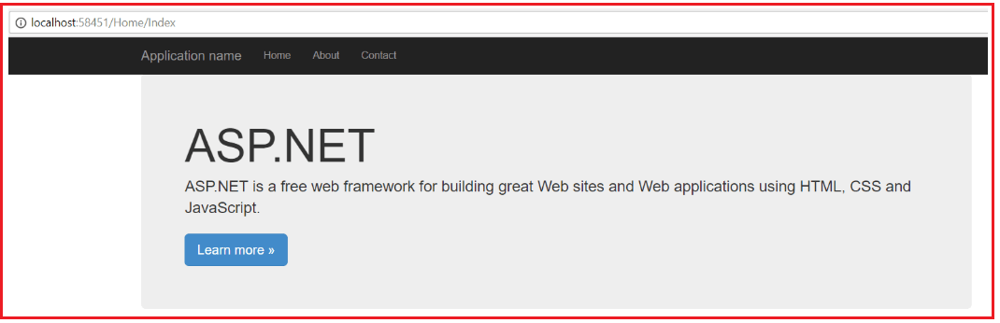 localhost:58451/Home/Index
Application name Home About Contact
ASP.NET
ASP.NET is a free web framework for building great Web sites and Web applications using HTML, CSS and
JavaScript.
Learn more »